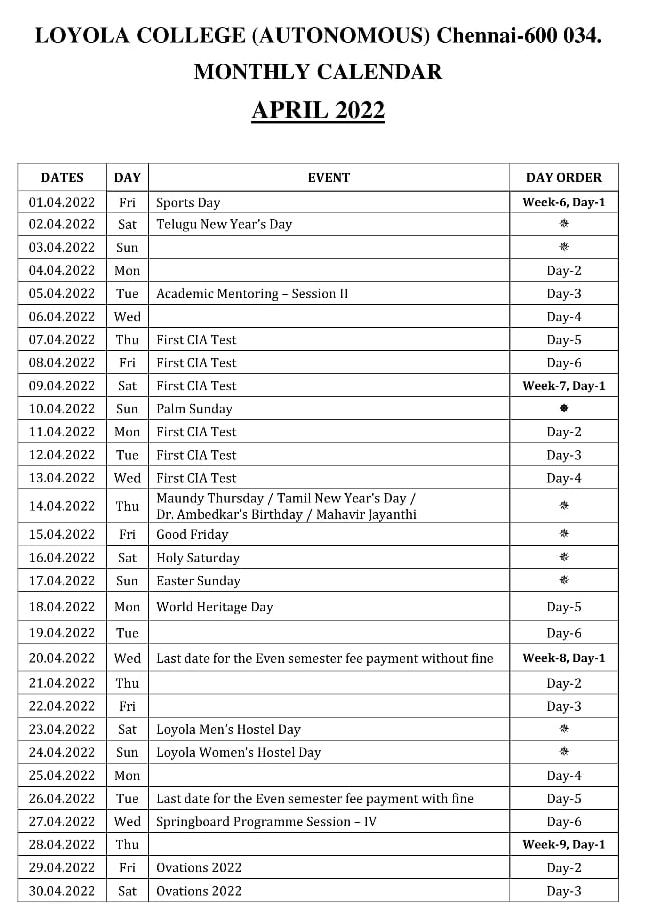 LOYOLA COLLEGE (AUTONOMOUS) Chennai-600 034.
MONTHLY CALENDAR
APRIL 2022
DATES DAY EVENT DAY ORDER
01.04.2022 Fri Sports Day Week-6, Day-1
02.04.2022 Sat Telugu New Year’s Day
03.04.2022 Sun
04.04.2022 Mon Day-2
05.04.2022 Tue Academic Mentoring – Session II Day-3
06.04.2022 Wed Day-4
07.04.2022 Thu First CIA Test Day-5
08.04.2022 Fri First CIA Test Day-6
09.04.2022 Sat First CIA Test Week-7, Day-1
10.04.2022 Sun Palm Sunday
11.04.2022 Mon First CIA Test Day-2
12.04.2022 Tue First CIA Test Day-3
13.04.2022 Wed First CIA Test Day-4
14.04.2022 Thu Maundy Thursday / Tamil New Year’s Day /
Dr. Ambedkar's Birthday / Mahavir Jayanthi
15.04.2022 Fri Good Friday
16.04.2022 Sat Holy Saturday
17.04.2022 Sun Easter Sunday
18.04.2022 Mon World Heritage Day Day-5
19.04.2022 Tue Day-6
20.04.2022 Wed Last date for the Even semester fee payment without fine Week-8, Day-1
21.04.2022 Thu Day-2
22.04.2022 Fri Day-3
23.04.2022 Sat Loyola Men’s Hostel Day
24.04.2022 Sun Loyola Women’s Hostel Day
25.04.2022 Mon Day-4
26.04.2022 Tue Last date for the Even semester fee payment with fine Day-5
27.04.2022 Wed Springboard Programme Session – IV Day-6
28.04.2022 Thu Week-9, Day-1
29.04.2022 Fri Ovations 2022 Day-2
30.04.2022 Sat Ovations 2022 Day-3